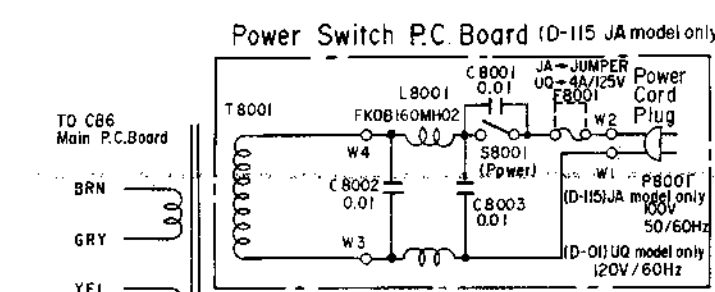 Power Switch P.C. Board (D-115 JA model only
JA→JUMPER
UQ→4A/125V
F8001
Power
Cord
Plug
C8001
0.01
L8001
FKOB160MH02
T8001
TO C86
Main P.C.Board
W2
W4
S8001
(Power)
W1
P8001
BRN
C8002
0.01
C8003
0.01
(D-115)JA model only
100V
50/60Hz
GRY
W3
(D-01)UQ model only
120V/60Hz
YEL